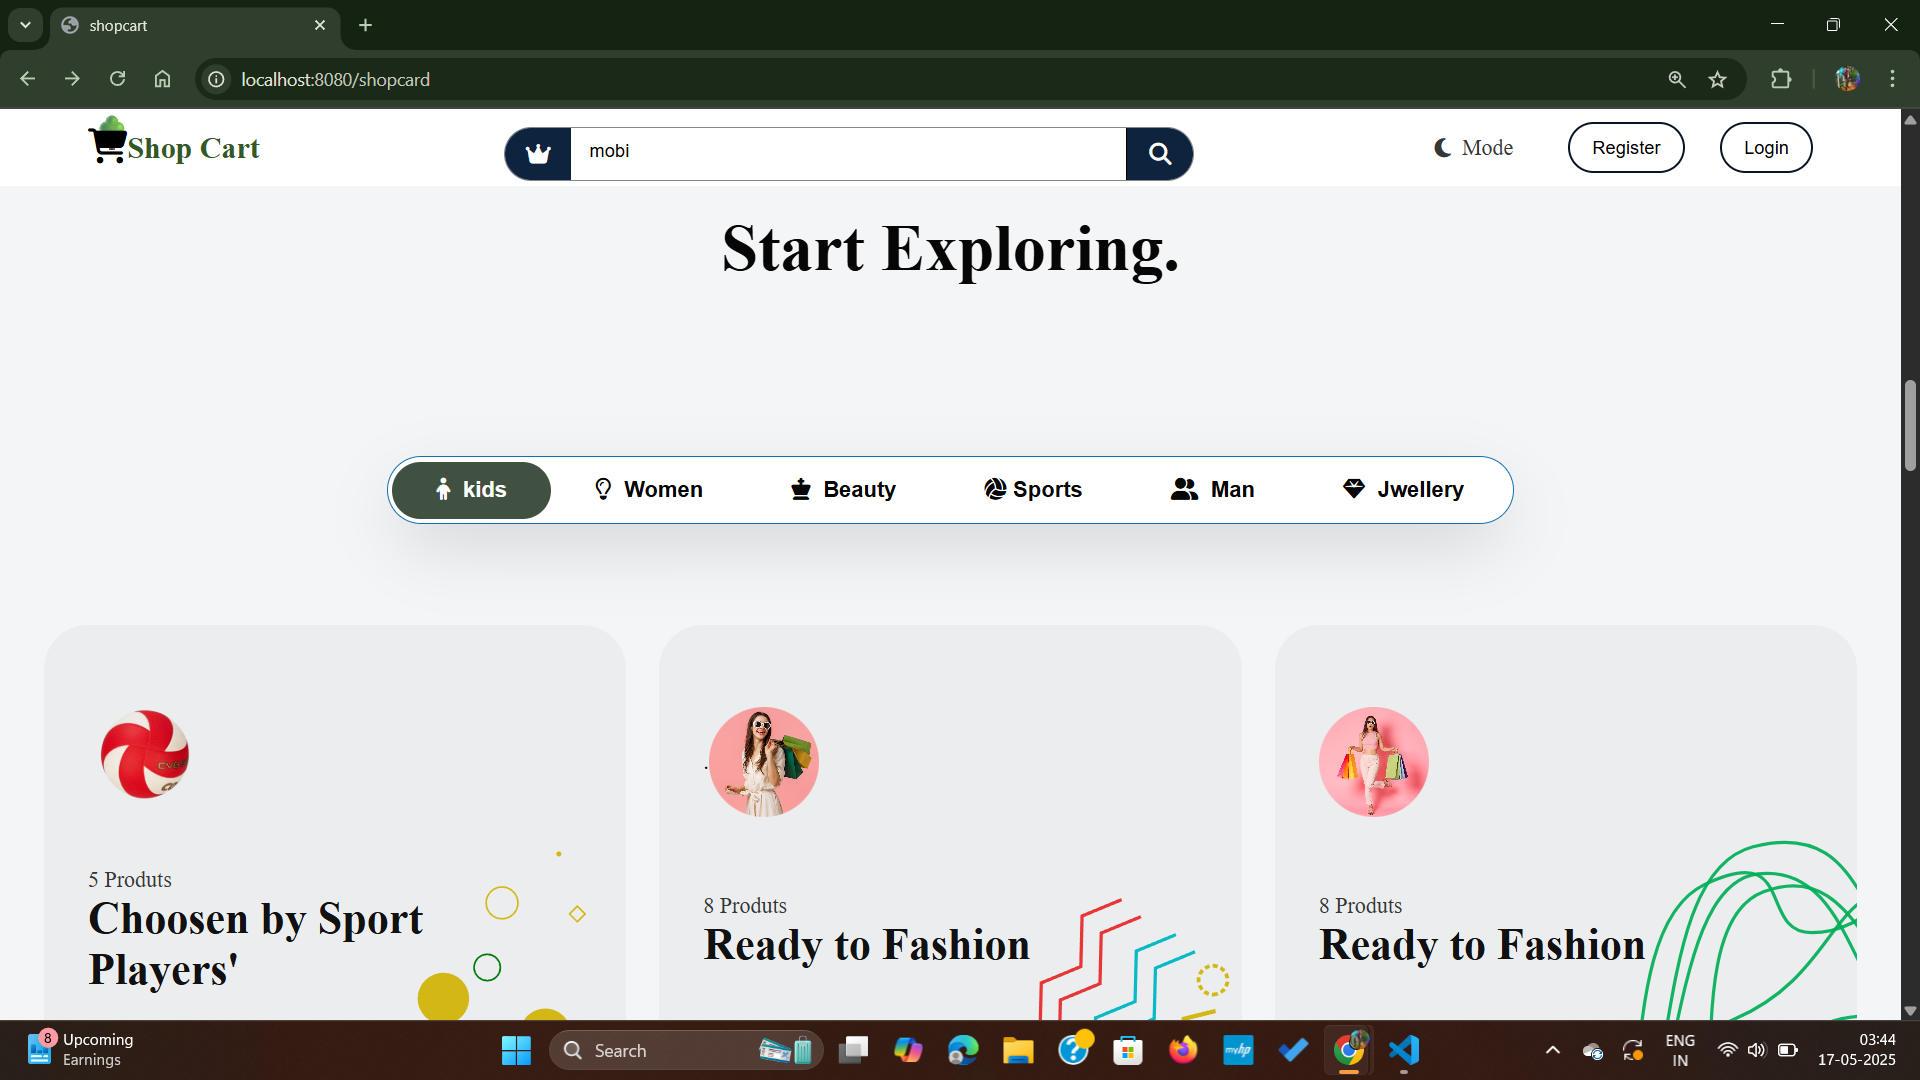 shopcart
localhost:8080/shopcard
Shop Cart
mobi
Mode
Register
Login
Start Exploring.
kids
Women
Beauty
Sports
Man
Jwellery
5 Produts
Choosen by Sport
Players'
8 Produts
Ready to Fashion
8 Produts
Ready to Fashion
8
Upcoming
Earnings
Search
myhp
ENG
IN
03:44
17-05-2025